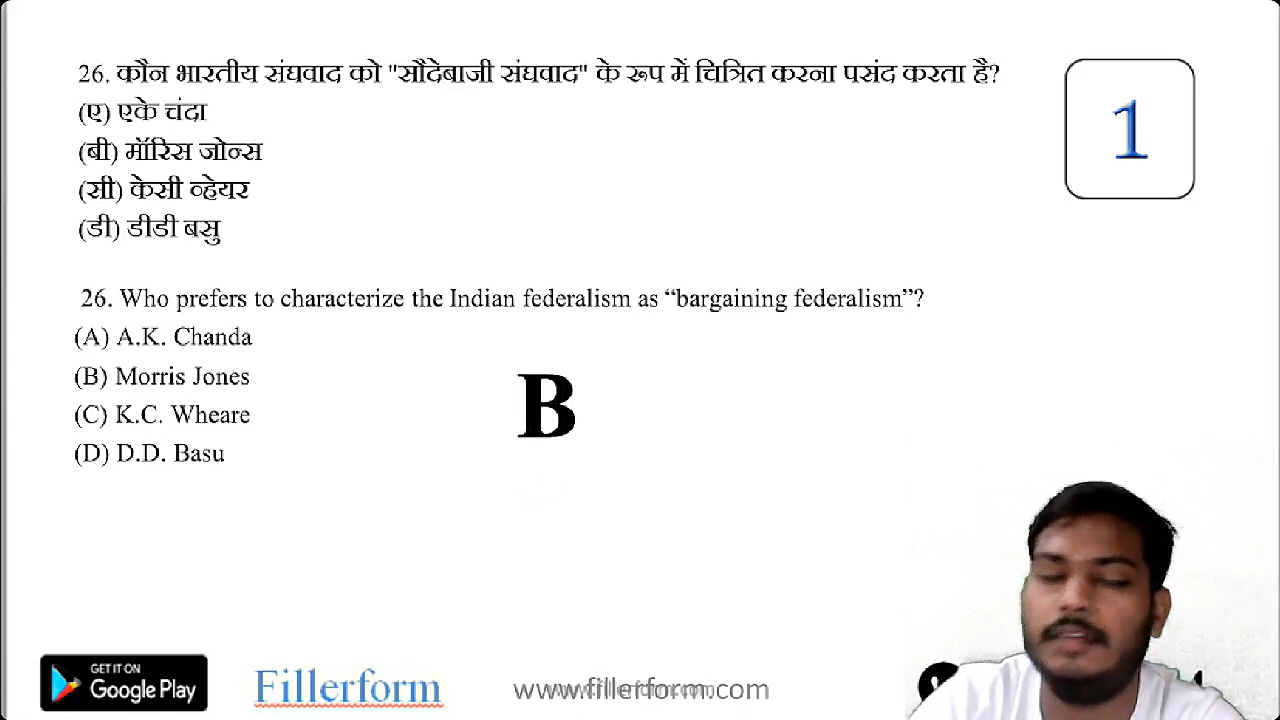 26. कौन भारतीय संघवाद को "सौदेबाजी संघवाद" के रूप में चित्रित करना पसंद करता है?
(ए) एके चंदा
(बी) मॉरिस जोन्स
(सी) केसी व्हेयर
(डी) डीडी बसु
1
26. Who prefers to characterize the Indian federalism as “bargaining federalism”?
(A) A.K. Chanda
(B) Morris Jones
(C) K.C. Wheare
(D) D.D. Basu
B
GET IT ON
Google Play
Fillerform
www.fillerform.com